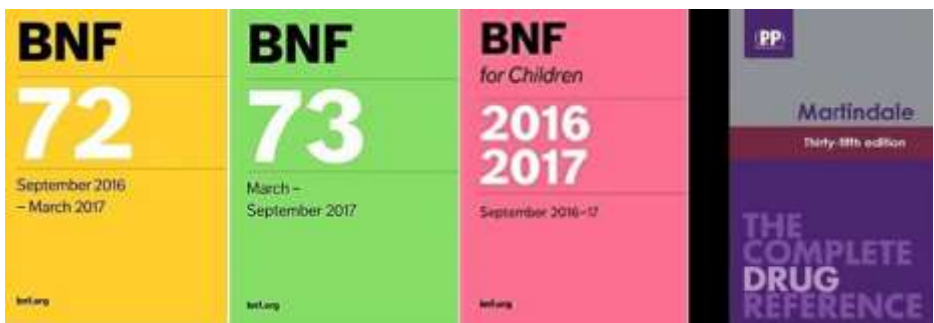 BNF
72
September 2016
– March 2017
bnf.org
BNF
73
March –
September 2017
bnf.org
BNF
for Children
2016
2017
September 2016–17
bnf.org
PP
Martindale
Thirty-fifth edition
THE
COMPLETE
DRUG
REFERENCE